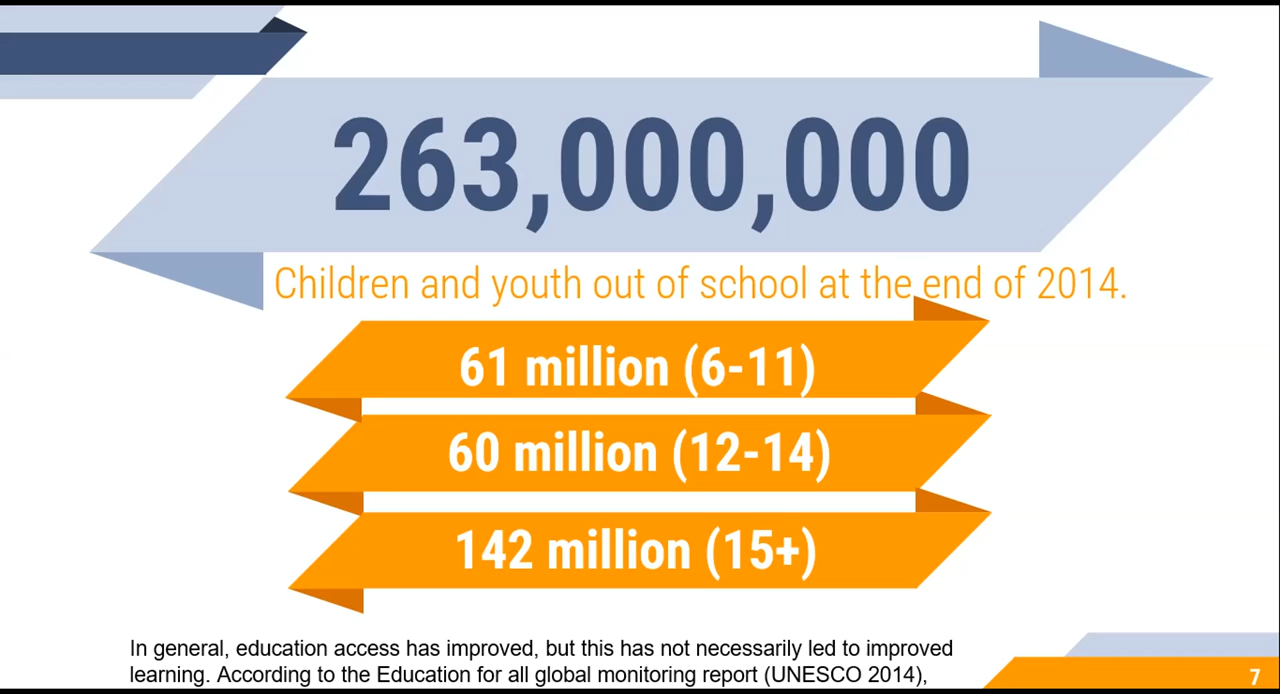 263,000,000
Children and youth out of school at the end of 2014.
61 million (6-11)
60 million (12-14)
142 million (15+)
In general, education access has improved, but this has not necessarily led to improved
learning. According to the Education for all global monitoring report (UNESCO 2014),
7